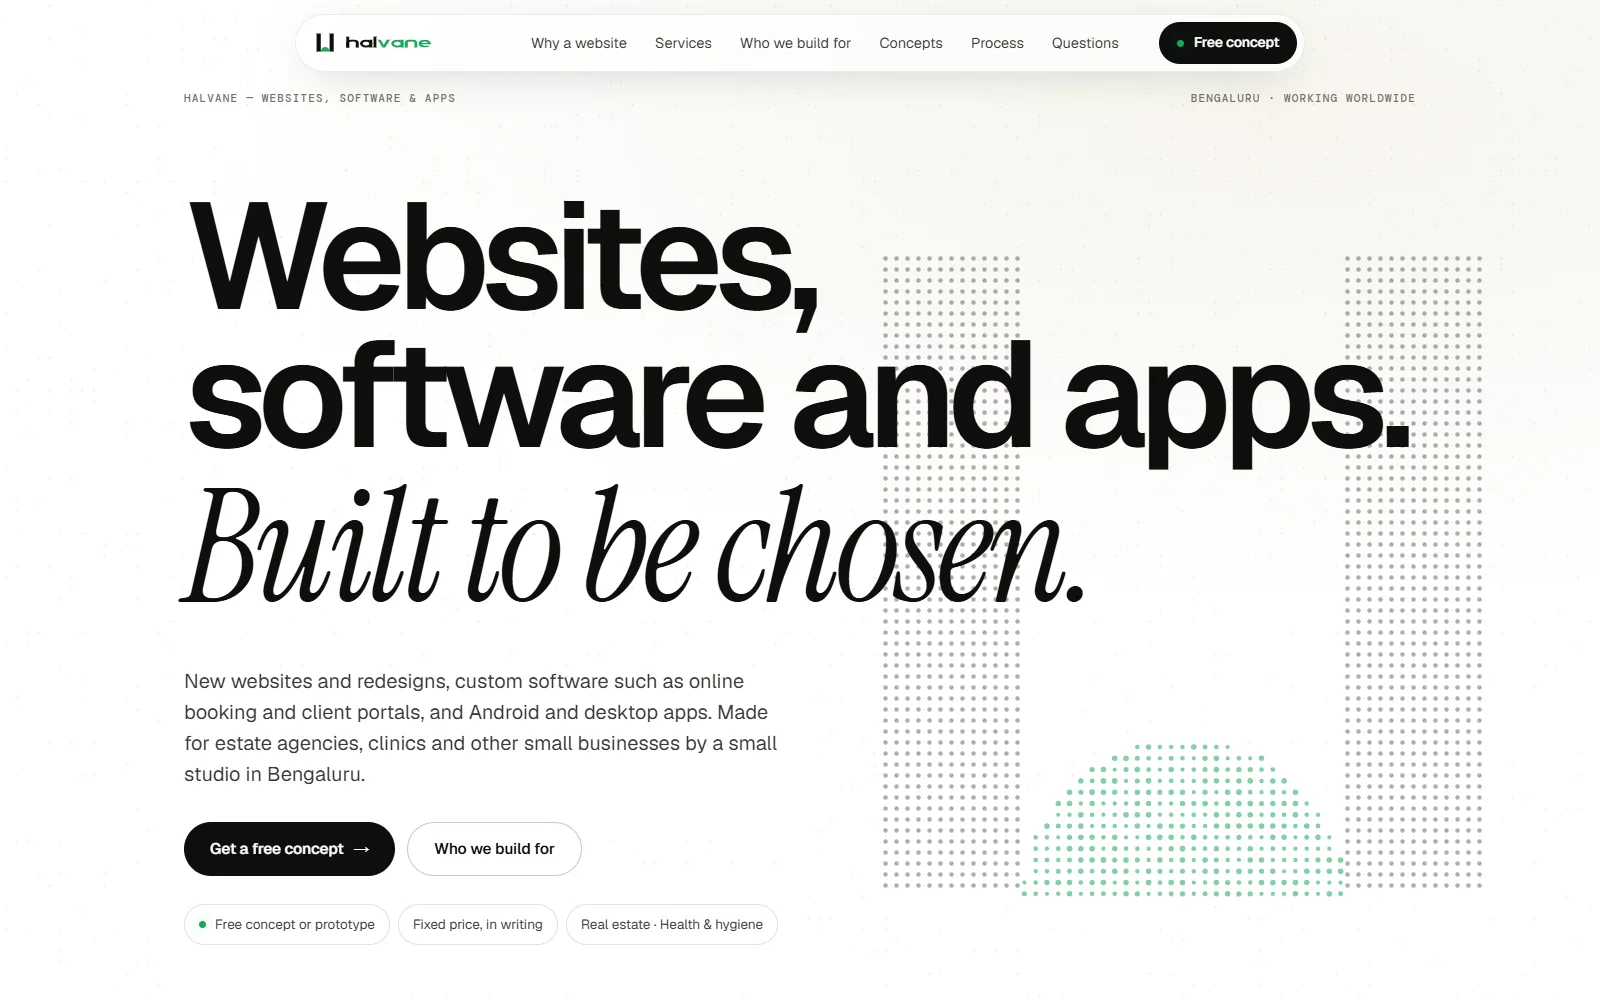 halvane
Why a website
Services
Who we build for
Concepts
Process
Questions
Free concept
HALVANE — WEBSITES, SOFTWARE & APPS
BENGALURU · WORKING WORLDWIDE
Websites,
software and apps.
Built to be chosen.
New websites and redesigns, custom software such as online
booking and client portals, and Android and desktop apps. Made
for estate agencies, clinics and other small businesses by a small
studio in Bengaluru.
Get a free concept →
Who we build for
Free concept or prototype
Fixed price, in writing
Real estate · Health & hygiene